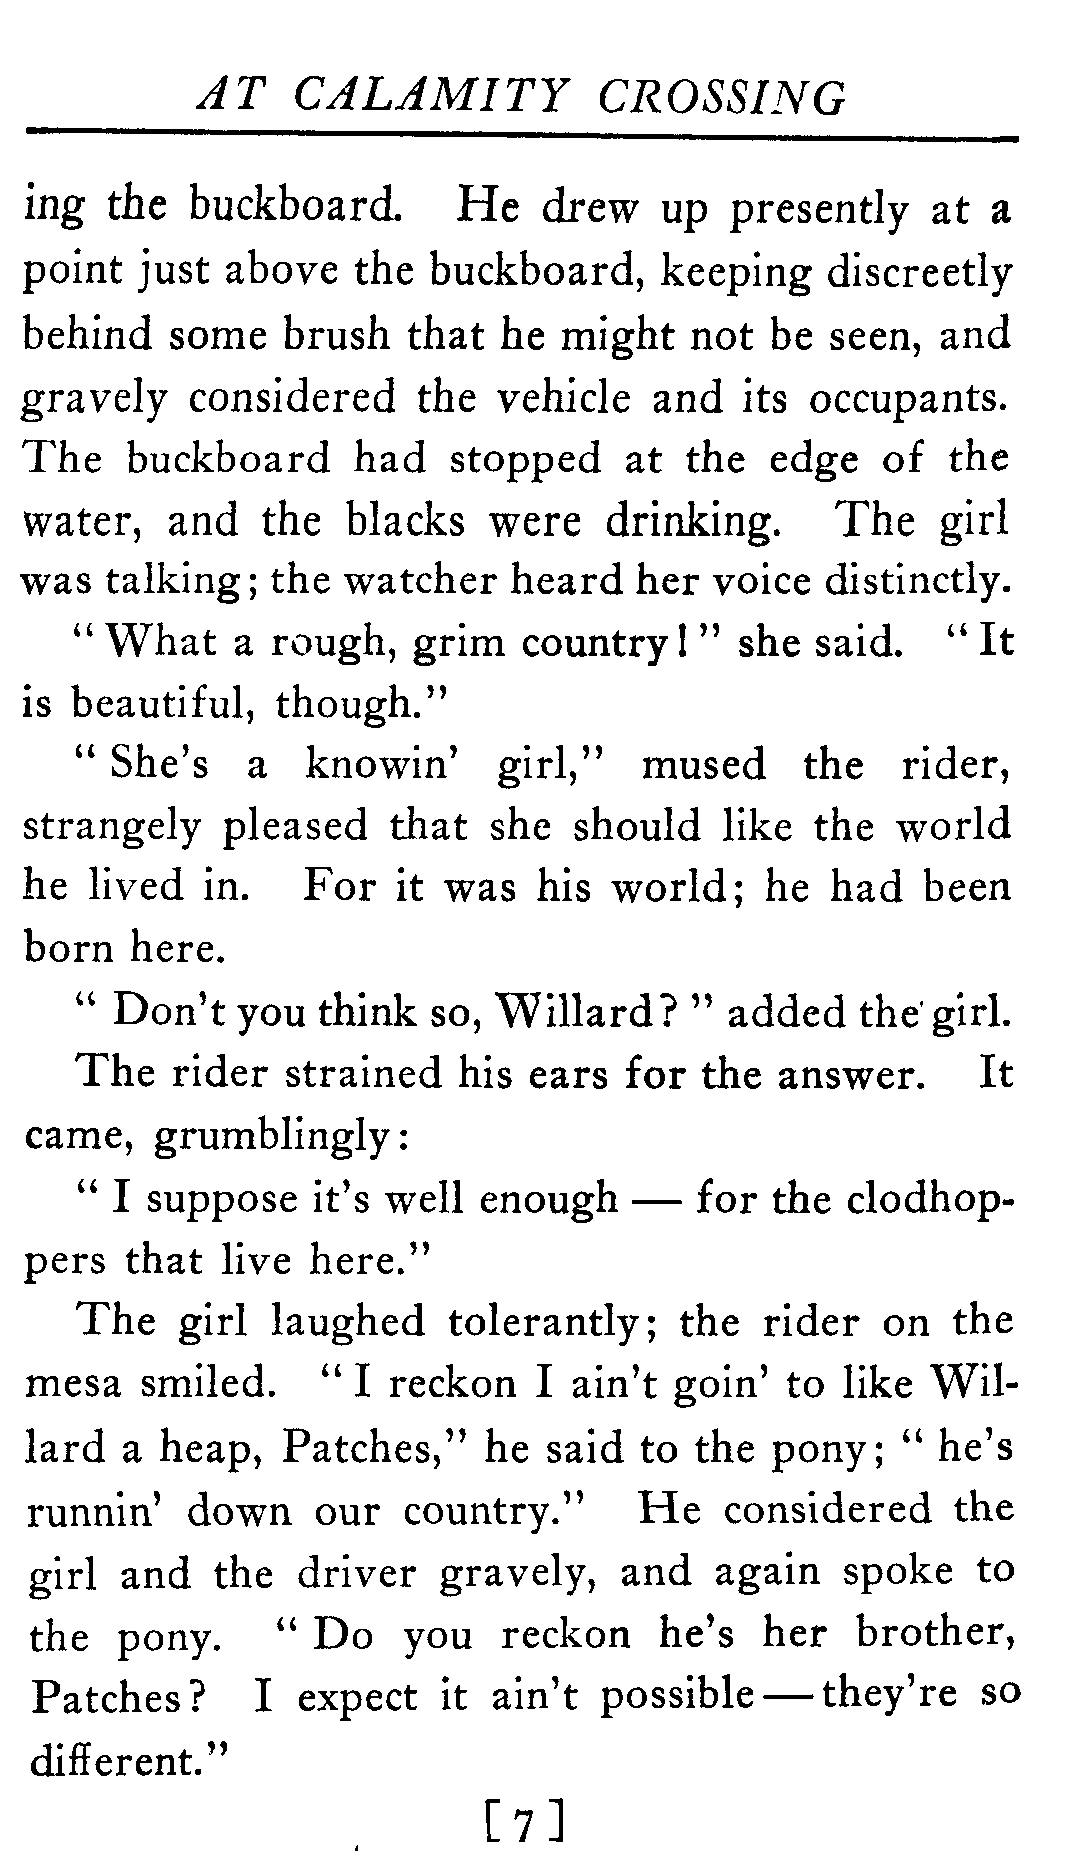 AT CALAMITY CROSSING
ing the buckboard. He drew up presently at a
point just above the buckboard, keeping discreetly
behind some brush that he might not be seen, and
gravely considered the vehicle and its occupants.
The buckboard had stopped at the edge of the
water, and the blacks were drinking. The girl
was talking; the watcher heard her voice distinctly.
“What a rough, grim country!” she said. “It
is beautiful, though.”
“She’s a knowin’ girl,” mused the rider,
strangely pleased that she should like the world
he lived in. For it was his world; he had been
born here.
“Don’t you think so, Willard?” added the girl.
The rider strained his ears for the answer. It
came, grumblingly:
“I suppose it’s well enough — for the clodhop-
pers that live here.”
The girl laughed tolerantly; the rider on the
mesa smiled. “I reckon I ain’t goin’ to like Wil-
lard a heap, Patches,” he said to the pony; “he’s
runnin’ down our country.” He considered the
girl and the driver gravely, and again spoke to
the pony. “Do you reckon he’s her brother,
Patches? I expect it ain’t possible — they’re so
different.”
[7]